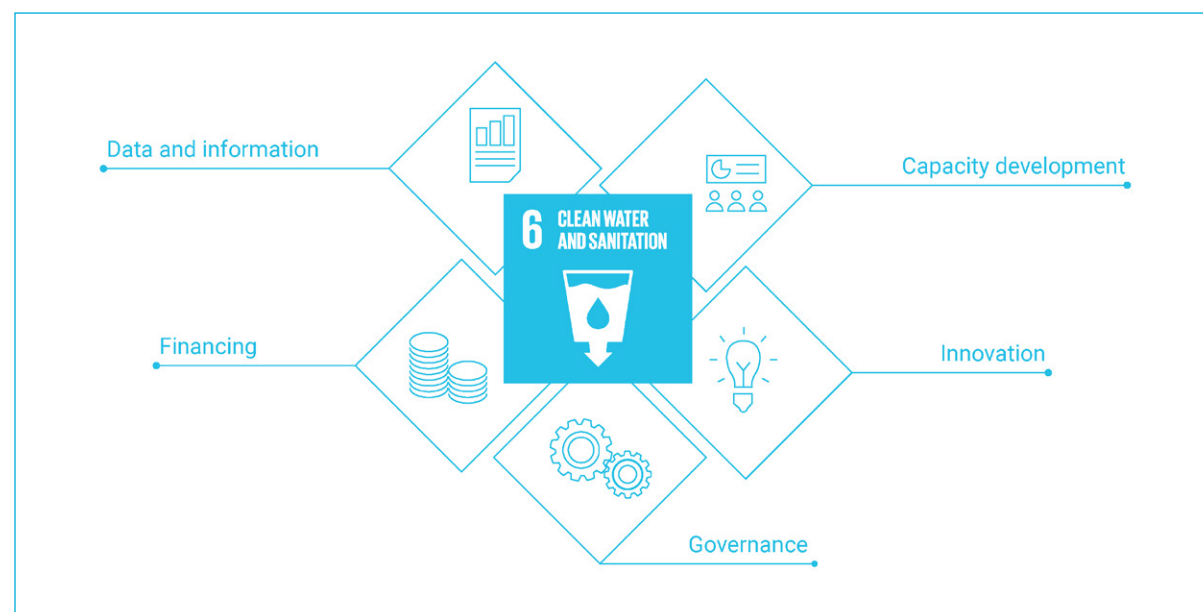 Data and information
Capacity development
6 CLEAN WATER
AND SANITATION
Financing
Innovation
Governance